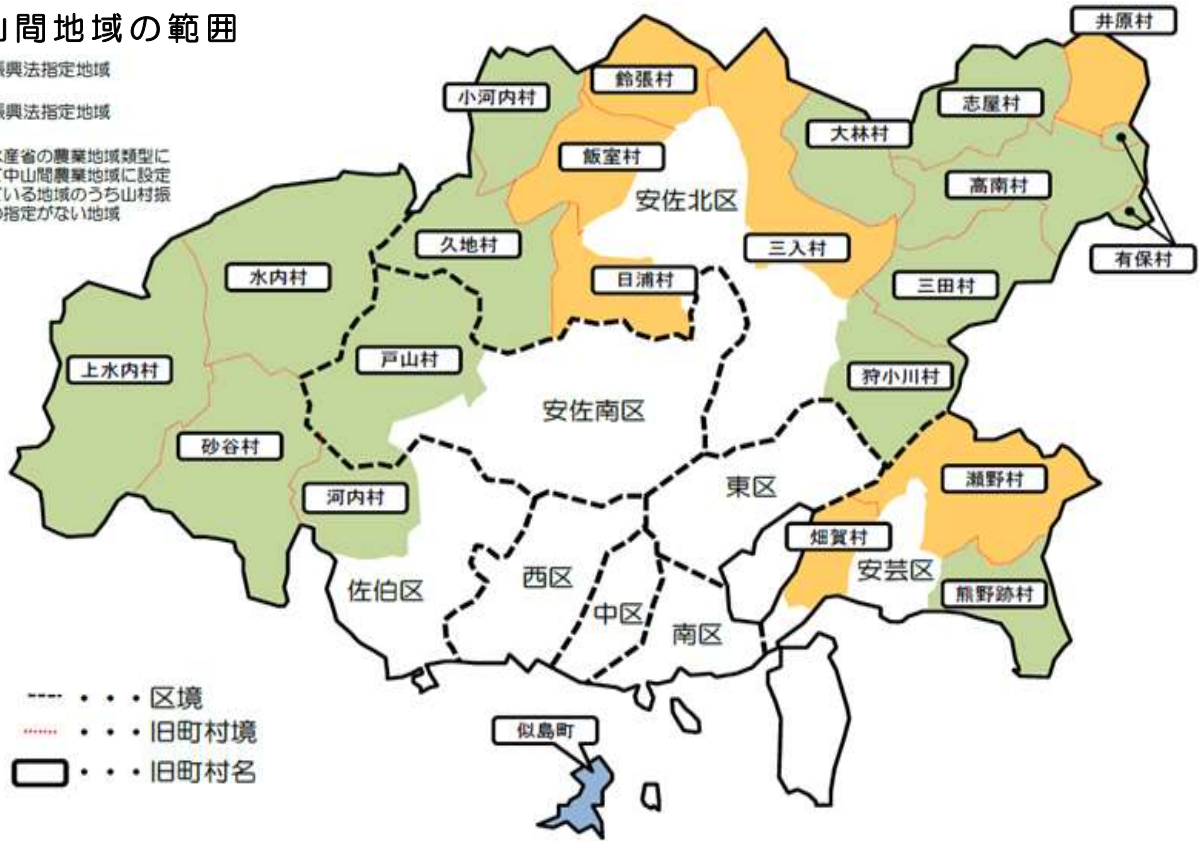 間地域の範囲
振興法指定地域
振興法指定地域
水産省の農業地域類型に
て中山間農業地域に設定
ている地域のうち山村振
の指定がない地域
井原村
鈴張村
小河内村
志屋村
大林村
飯室村
高南村
安佐北区
久地村
三入村
有保村
水内村
日浦村
三田村
戸山村
上水内村
狩小川村
安佐南区
砂谷村
瀬野村
東区
河内村
畑賀村
安芸区
西区
佐伯区
熊野跡村
中区
南区
・・・区境
・・・旧町村境
似島町
・・・旧町村名